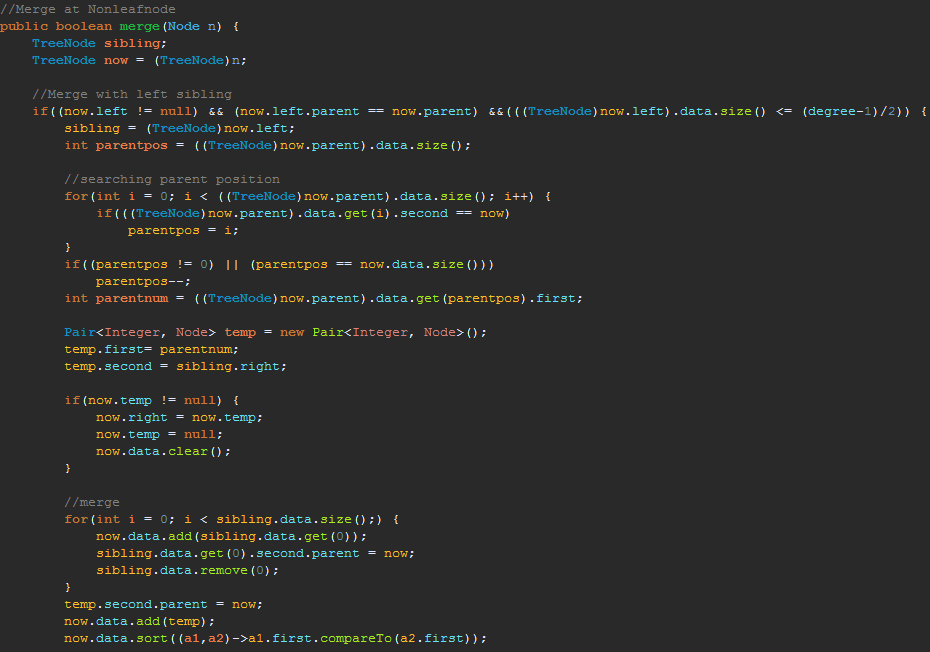 //Merge at Nonleafnode
public boolean merge(Node n) {
    TreeNode sibling;
    TreeNode now = (TreeNode)n;

    //Merge with left sibling
    if((now.left != null) && (now.left.parent == now.parent) &&(((TreeNode)now.left).data.size() <= (degree-1)/2)) {
        sibling = (TreeNode)now.left;
        int parentpos = ((TreeNode)now.parent).data.size();

        //searching parent position
        for(int i = 0; i < ((TreeNode)now.parent).data.size(); i++) {
            if(((TreeNode)now.parent).data.get(i).second == now)
                parentpos = i;
        }
        if((parentpos != 0) || (parentpos == now.data.size()))
            parentpos--;
        int parentnum = ((TreeNode)now.parent).data.get(parentpos).first;

        Pair<Integer, Node> temp = new Pair<Integer, Node>();
        temp.first= parentnum;
        temp.second = sibling.right;

        if(now.temp != null) {
            now.right = now.temp;
            now.temp = null;
            now.data.clear();
        }

        //merge
        for(int i = 0; i < sibling.data.size();) {
            now.data.add(sibling.data.get(0));
            sibling.data.get(0).second.parent = now;
            sibling.data.remove(0);
        }
        temp.second.parent = now;
        now.data.add(temp);
        now.data.sort((a1,a2)->a1.first.compareTo(a2.first));